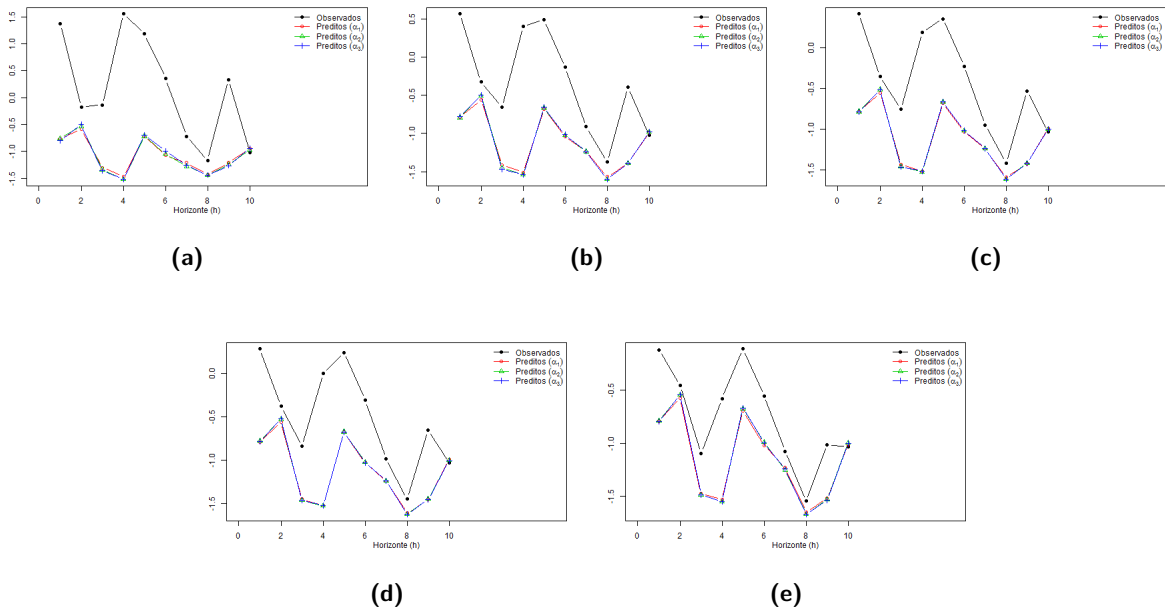 Observados
Preditos (α₁)
Preditos (α₂)
Preditos (α₃)
1.5
1.0
0.5
0.0
-0.5
-1.0
-1.5
0 2 4 6 8 10
Horizonte (h)
(a)
Observados
Preditos (α₁)
Preditos (α₂)
Preditos (α₃)
0.5
0.0
-0.5
-1.0
-1.5
0 2 4 6 8 10
Horizonte (h)
(b)
Observados
Preditos (α₁)
Preditos (α₂)
Preditos (α₃)
0.0
-0.5
-1.0
-1.5
0 2 4 6 8 10
Horizonte (h)
(c)
Observados
Preditos (α₁)
Preditos (α₂)
Preditos (α₃)
0.0
-0.5
-1.0
-1.5
0 2 4 6 8 10
Horizonte (h)
(d)
Observados
Preditos (α₁)
Preditos (α₂)
Preditos (α₃)
-0.5
-1.0
-1.5
0 2 4 6 8 10
Horizonte (h)
(e)